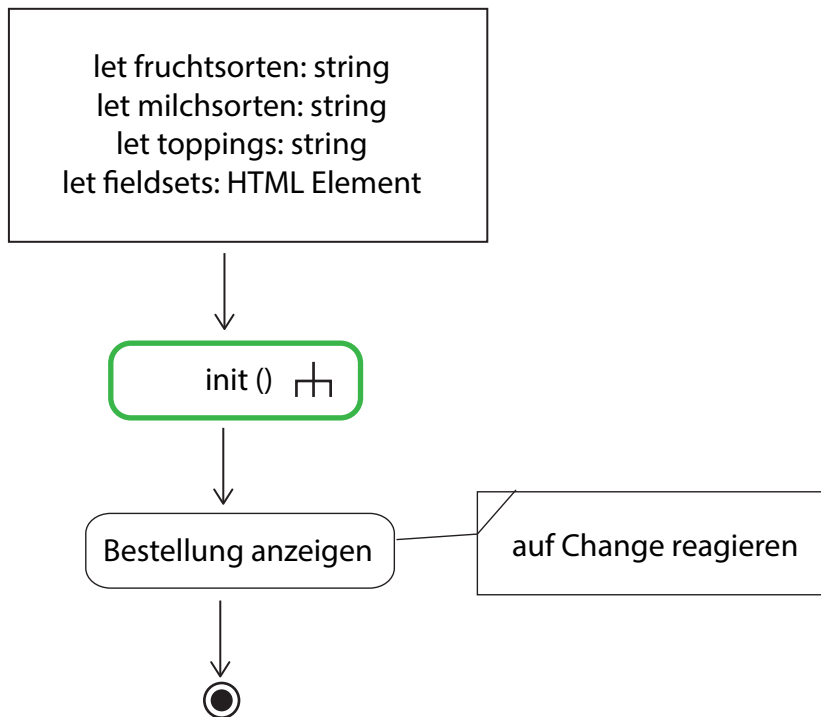 let fruchtsorten: string
let milchsorten: string
let toppings: string
let fieldsets: HTML Element
init ()
Bestellung anzeigen
auf Change reagieren